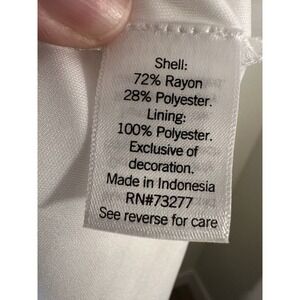 Shell:
72% Rayon
28% Polyester.
Lining:
100% Polyester.
Exclusive of
decoration.
Made in Indonesia
RN#73277
See reverse for care